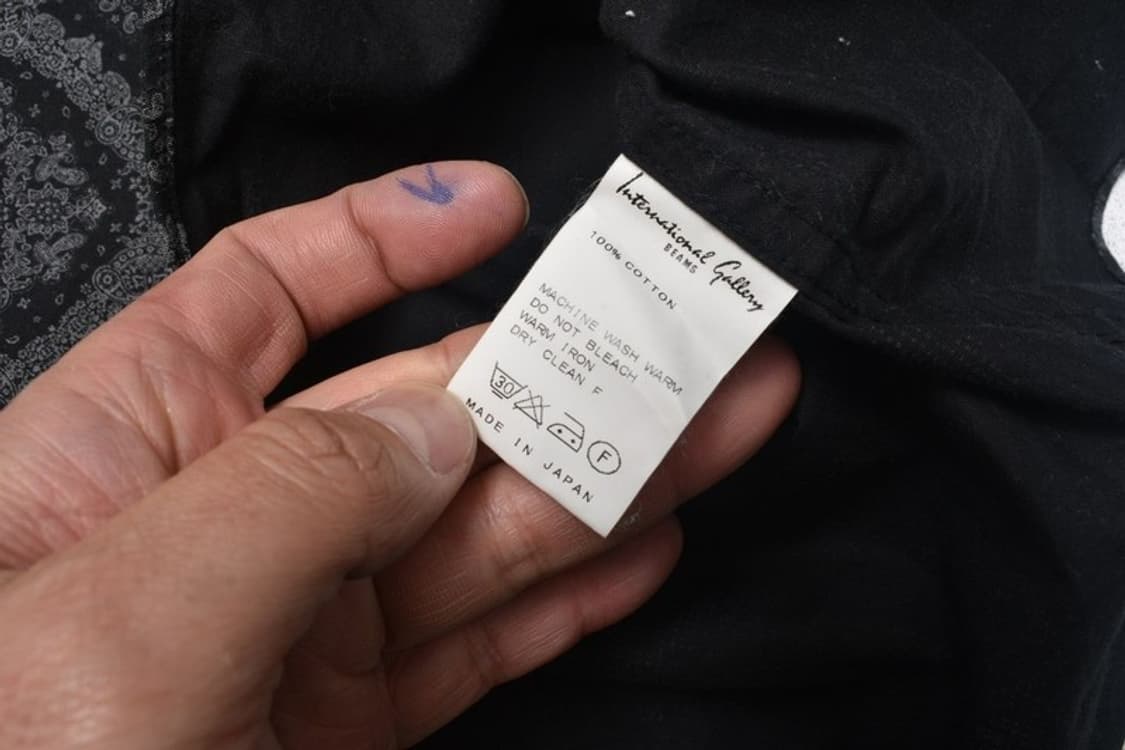 International Gallery
BEAMS
100% COTTON
MACHINE WASH WARM
DO NOT BLEACH
WARM IRON
DRY CLEAN F
30
F
MADE IN JAPAN